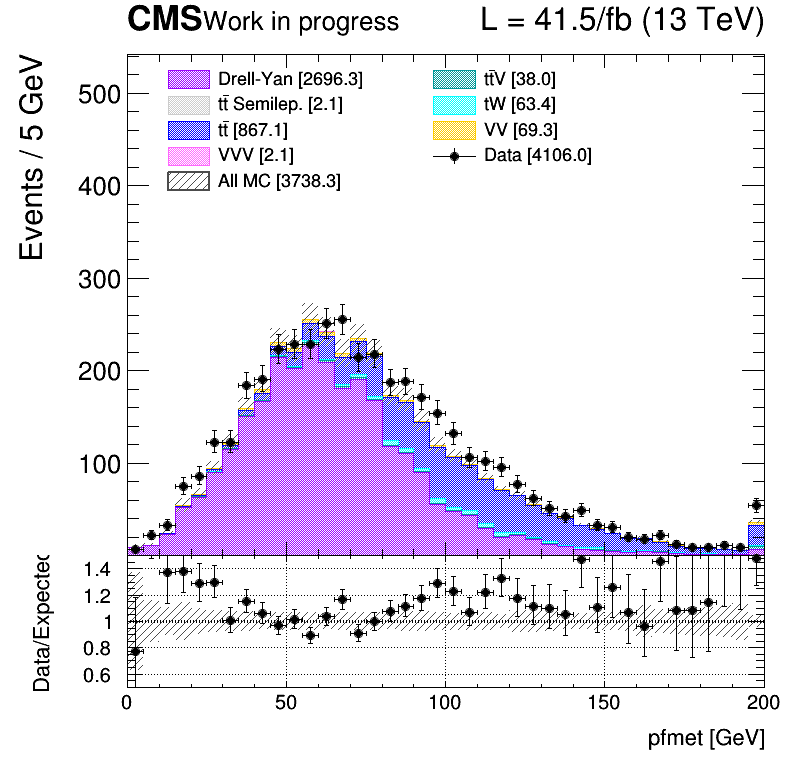 CMS Work in progress L = 41.5/fb (13 TeV)
Events / 5 GeV
500
400
300
200
100
Drell-Yan [2696.3]
tt̄ Semilep. [2.1]
tt̄ [867.1]
VVV [2.1]
All MC [3738.3]
tt̄V [38.0]
tW [63.4]
VV [69.3]
Data [4106.0]
Data/Expected
1.4
1.2
1
0.8
0.6
0 50 100 150 200
pfmet [GeV]